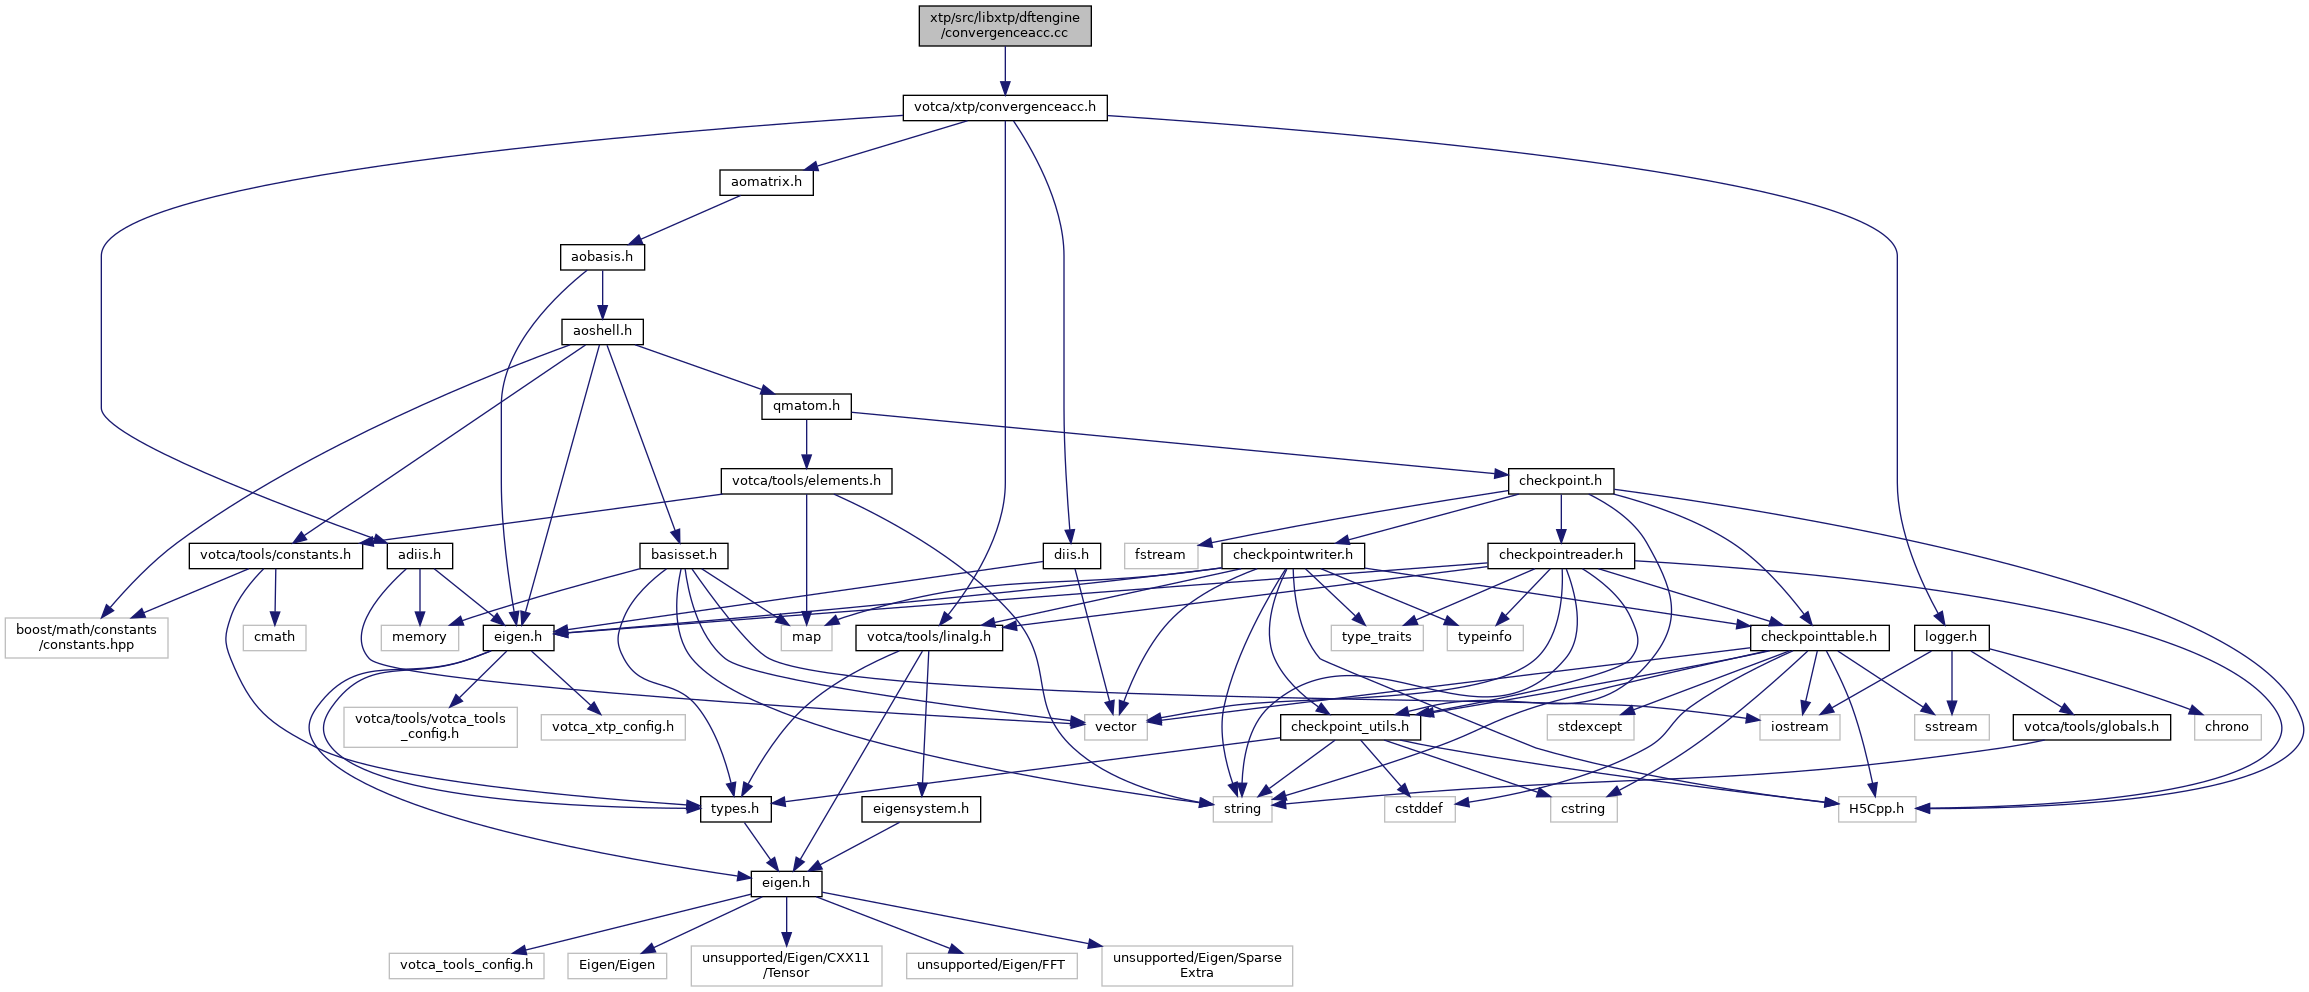 xtp/src/libxtp/dftengine
/convergenceacc.cc
votca/xtp/convergenceacc.h
aomatrix.h
aobasis.h
aoshell.h
qmatom.h
votca/tools/elements.h
checkpoint.h
votca/tools/constants.h
adiis.h
basisset.h
diis.h
fstream
checkpointwriter.h
checkpointreader.h
boost/math/constants
/constants.hpp
cmath
memory
eigen.h
map
votca/tools/linalg.h
type_traits
typeinfo
checkpointtable.h
logger.h
votca/tools/votca_tools
_config.h
votca_xtp_config.h
vector
checkpoint_utils.h
stdexcept
iostream
sstream
votca/tools/globals.h
chrono
types.h
eigensystem.h
string
cstddef
cstring
H5Cpp.h
eigen.h
votca_tools_config.h
Eigen/Eigen
unsupported/Eigen/CXX11
/Tensor
unsupported/Eigen/FFT
unsupported/Eigen/Sparse
Extra